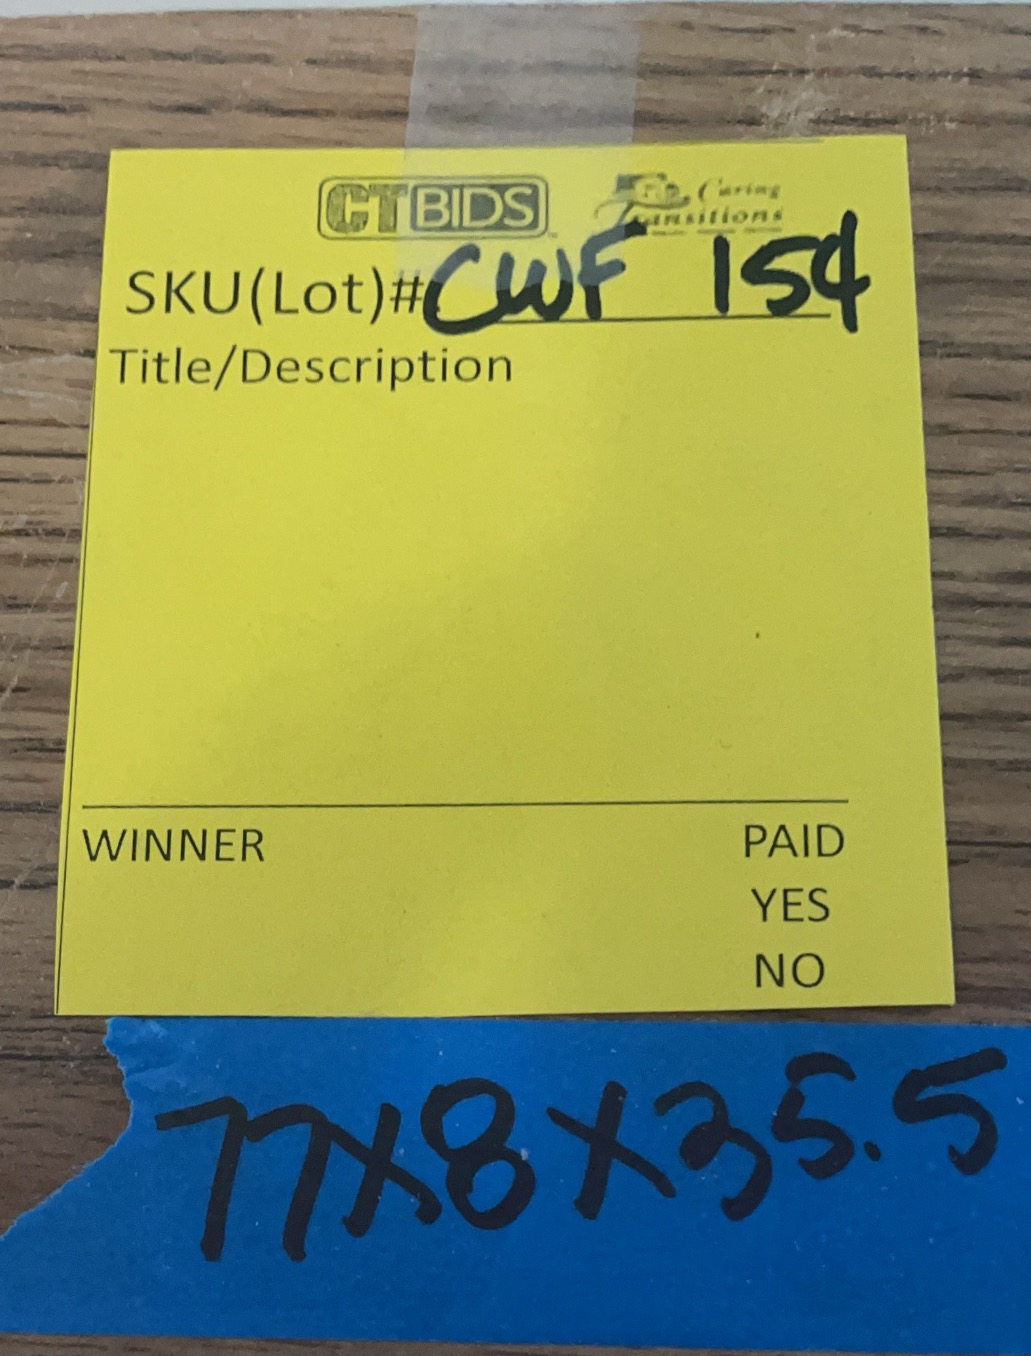 CTBIDS Caring Transitions
SKU(Lot)# CWF 154
Title/Description
WINNER PAID
YES
NO
77x8x35.5